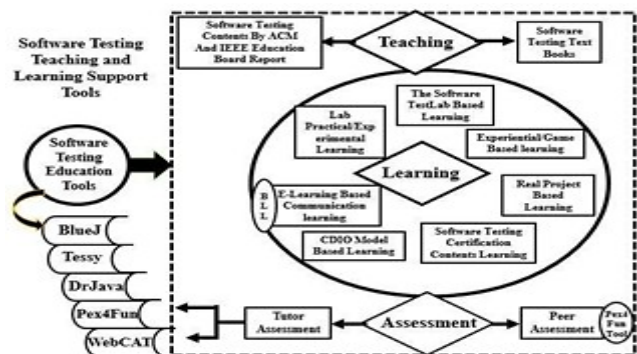 Software Testing
Teaching and
Learning Support
Tools
Software
Testing
Education
Tools
BlueJ
Tessy
DrJava
Pex4Fun
WebCAT
Software Testing
Contents By ACM
And IEEE Education
Board Report
Teaching
Software
Testing Text
Books
The Software
TestLab Based
Learning
Lab
Practical/Exp
erimental
Learning
Experiential/Game
Based learning
Learning
Real Project
Based
Learning
B
L
L
E-Learning Based
Communication
learning
CDIO Model
Based Learning
Software Testing
Certification
Contents Learning
Tutor
Assessment
Assessment
Peer
Assessment
Pex4
Fun
Tool